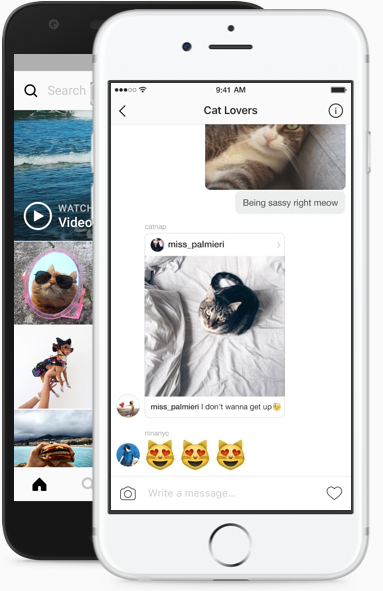 9:41 AM
Cat Lovers
Search
WATCH
Video
Being sassy right meow
catnap
miss_palmieri
miss_palmieri I don't wanna get up
ninanyc
Write a message...